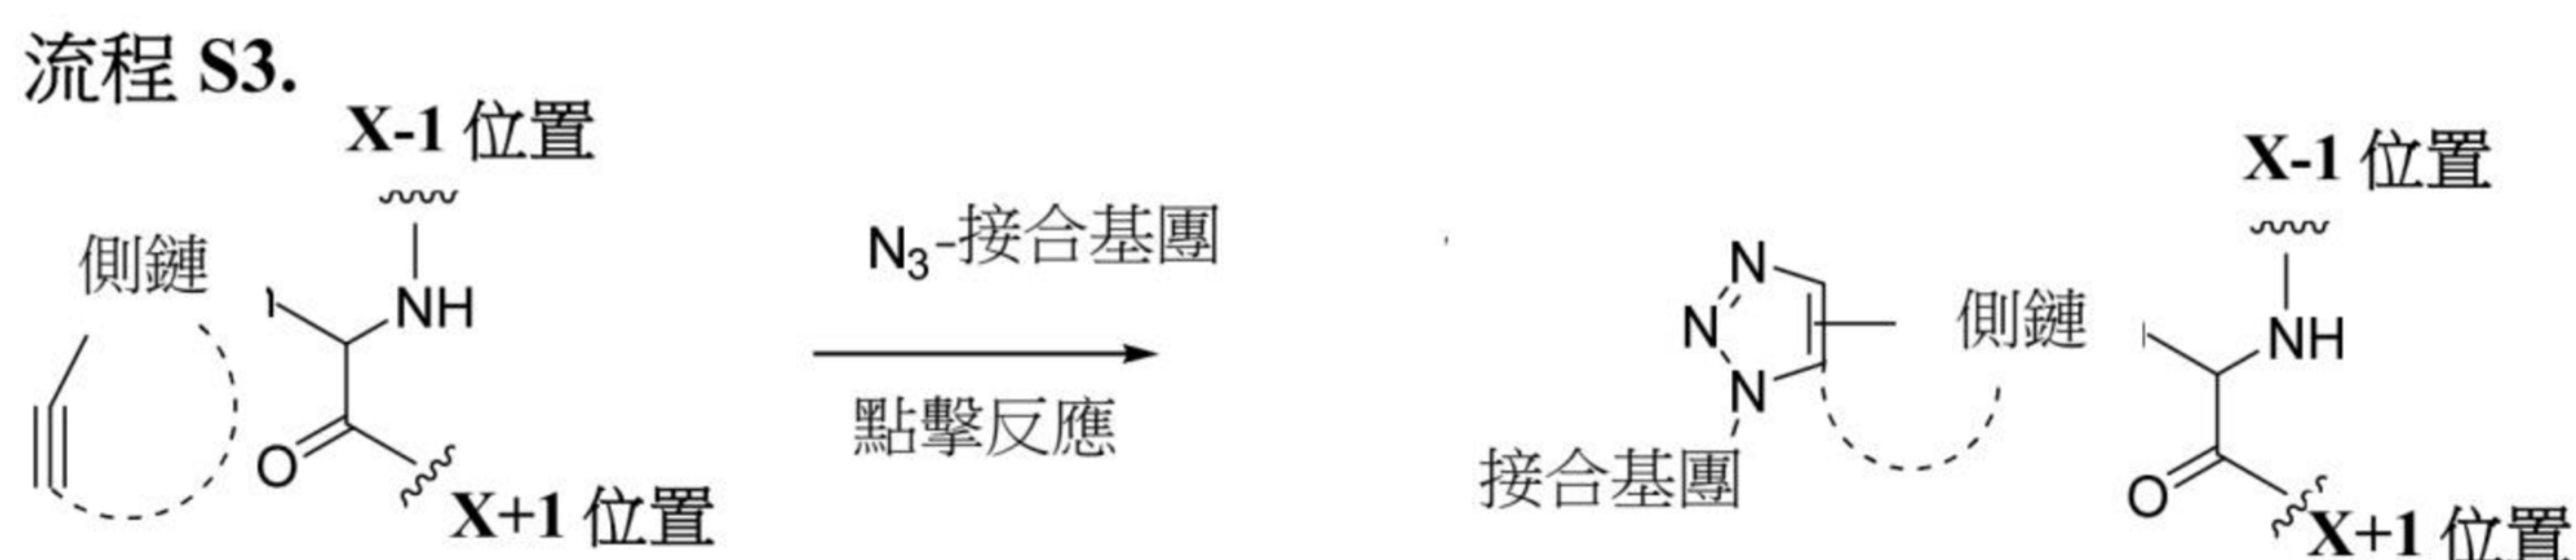 流程 S3.
X-1 位置
側鏈
NH
O
X+1 位置
N3-接合基團
點擊反應
N
N
N
接合基團
側鏈
X-1 位置
NH
O
X+1 位置